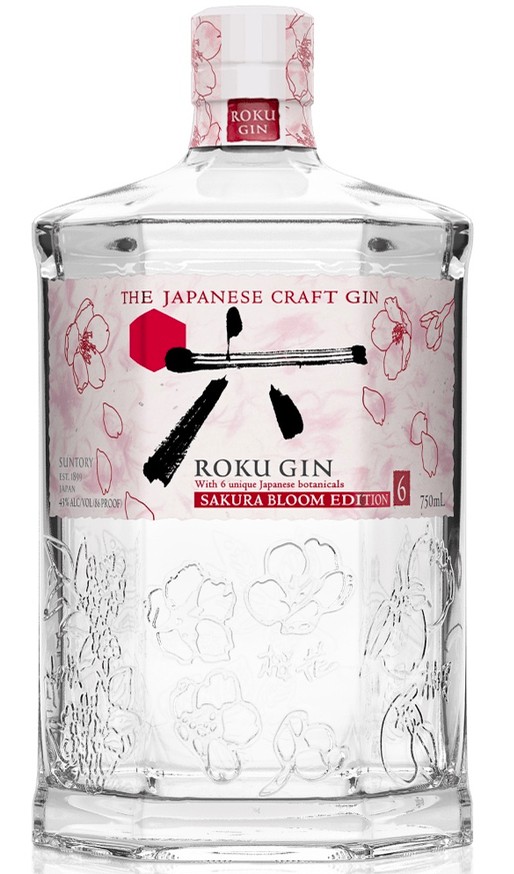 ROKU
GIN
THE JAPANESE CRAFT GIN
六
ROKU GIN
With 6 unique Japanese botanicals
SAKURA BLOOM EDITION
6
SUNTORY
EST. 1899
JAPAN
43% ALC/VOL (86 PROOF)
750mL
桜花